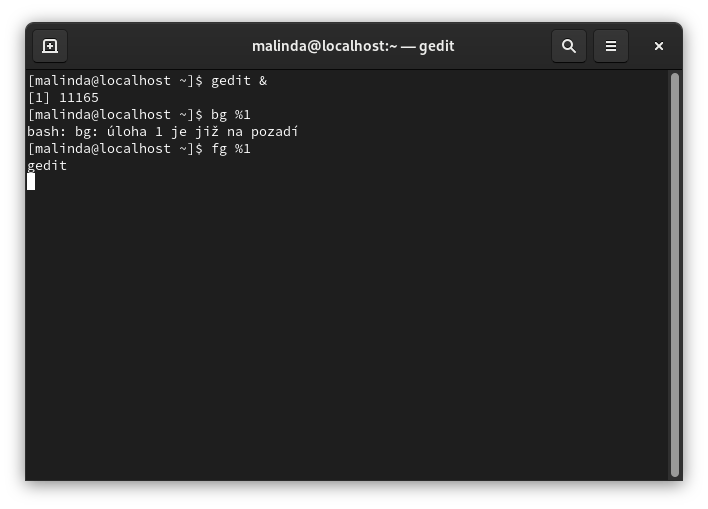 malinda@localhost:~ — gedit
[malinda@localhost ~]$ gedit &
[1] 11165
[malinda@localhost ~]$ bg %1
bash: bg: úloha 1 je již na pozadí
[malinda@localhost ~]$ fg %1
gedit